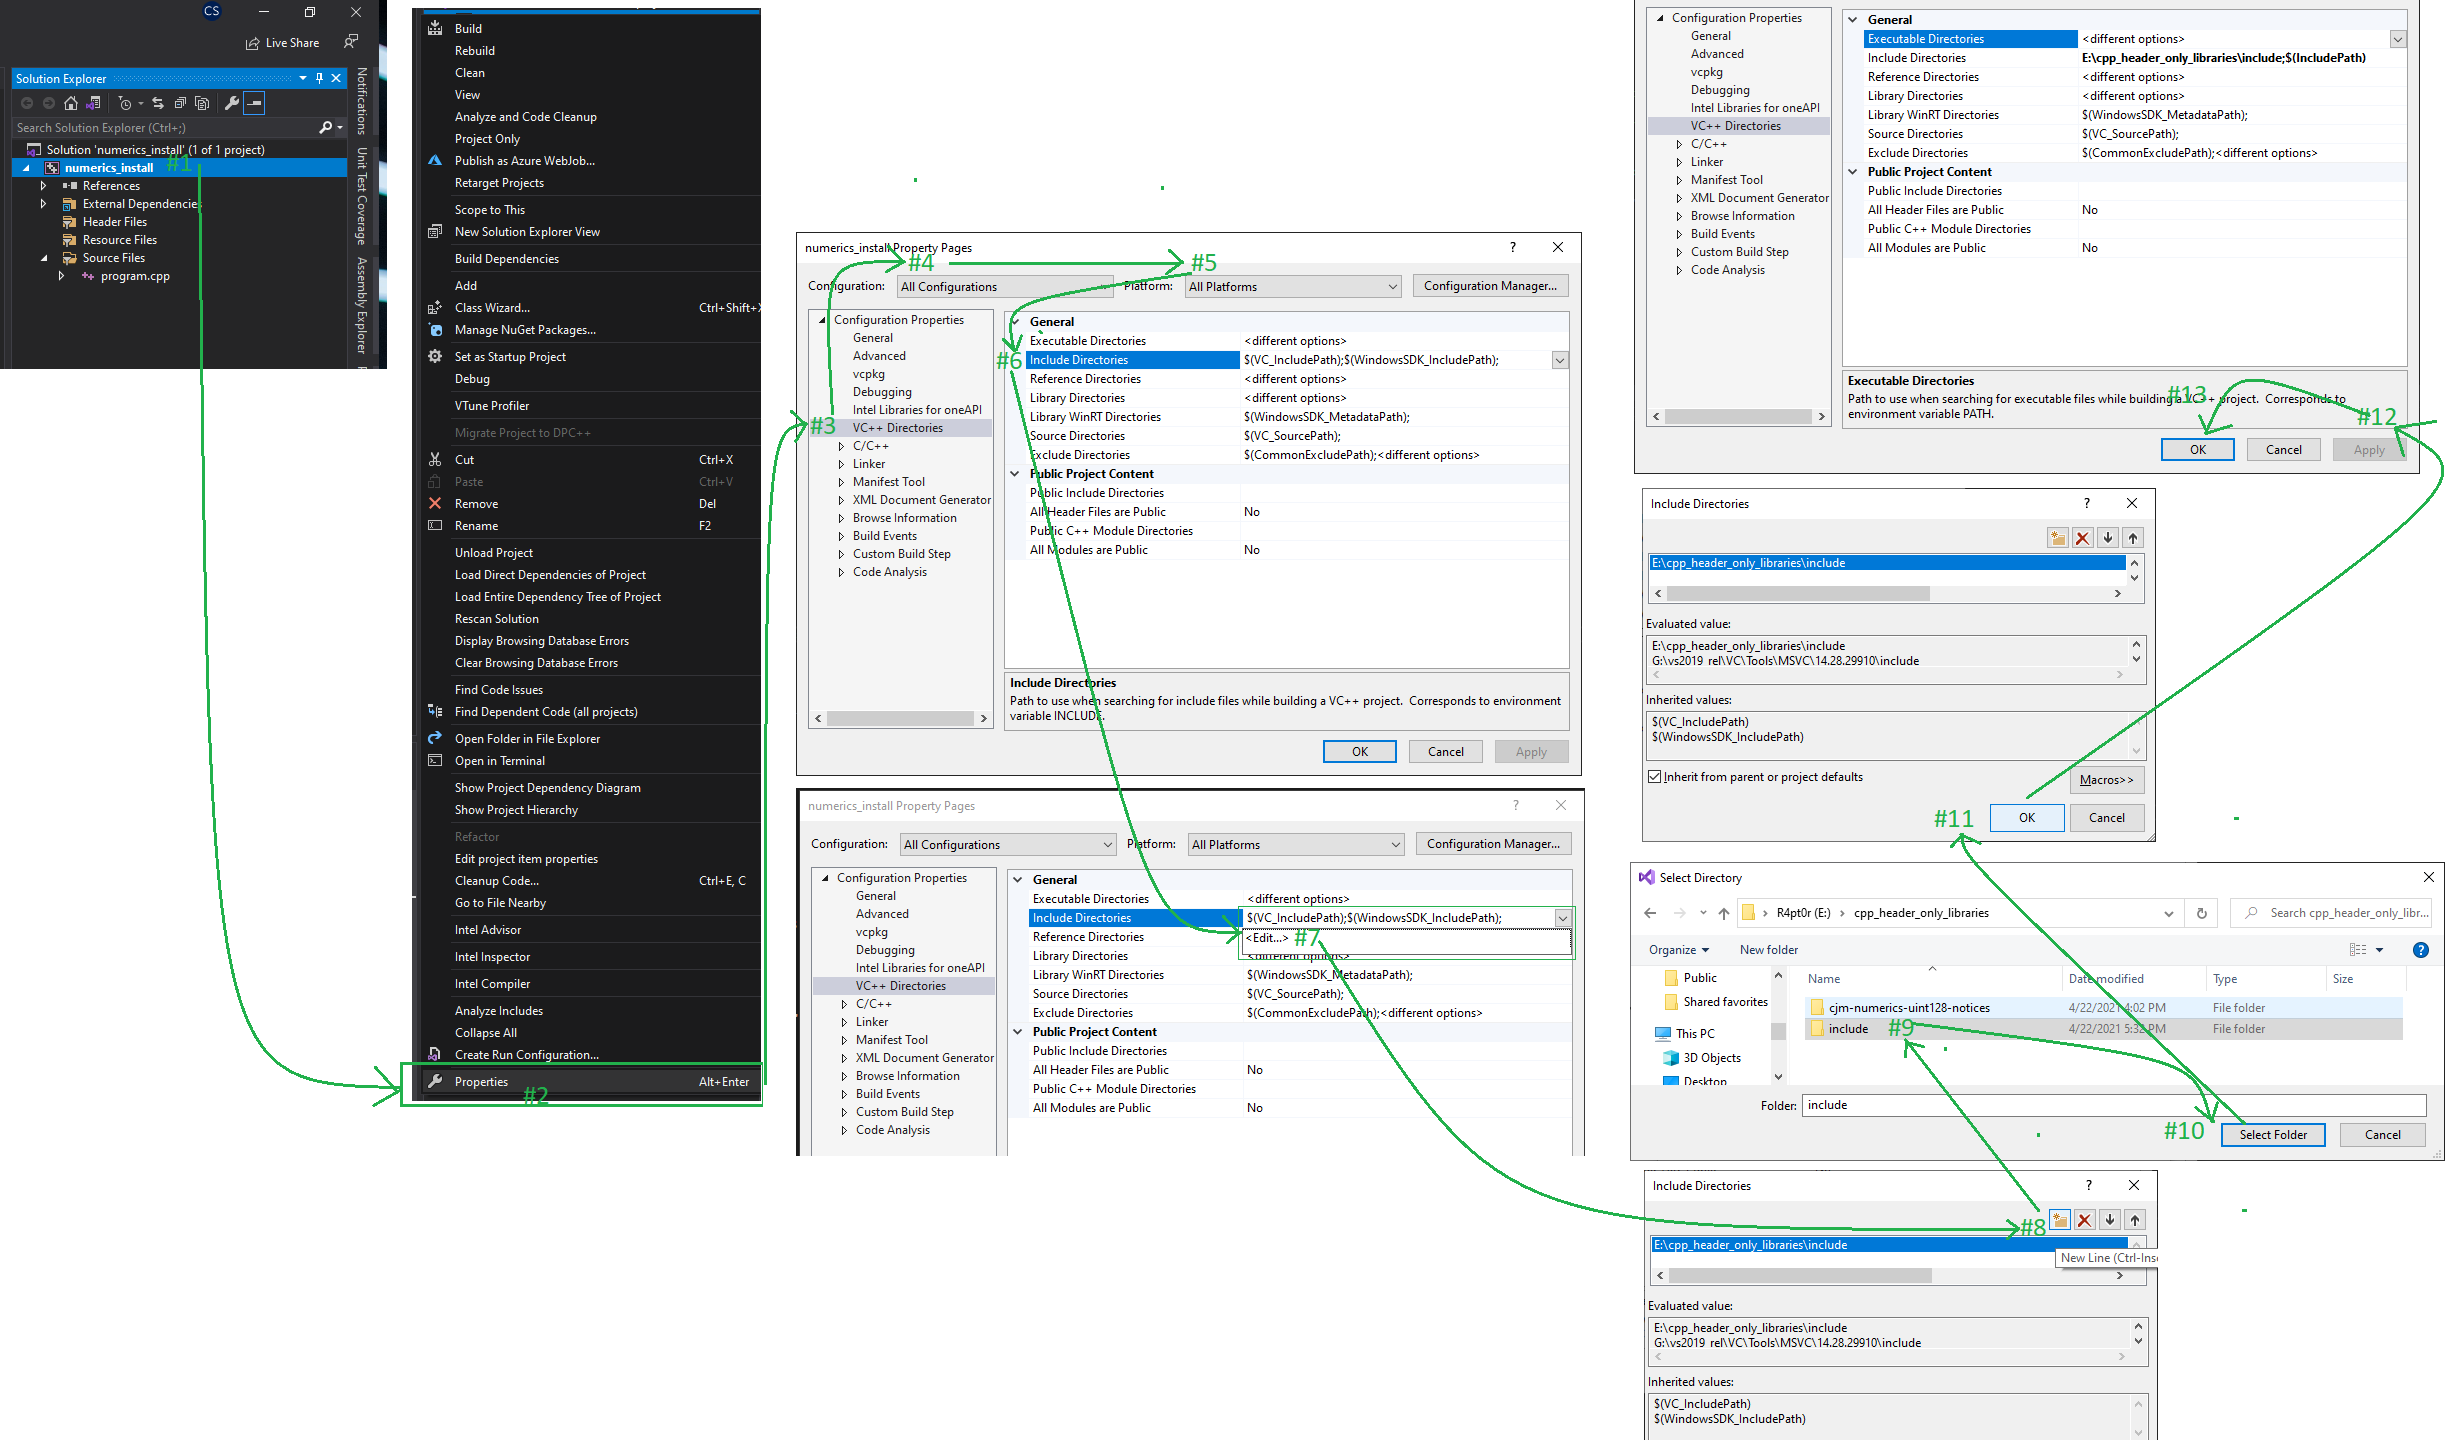 CS
Live Share
Solution Explorer
Search Solution Explorer (Ctrl+;)
Solution 'numerics_install' (1 of 1 project)
numerics_install
#1
References
External Dependencies
Header Files
Resource Files
Source Files
program.cpp
Notifications
Unit Test Coverage
Assembly Explorer
Build
Rebuild
Clean
View
Analyze and Code Cleanup
Project Only
Publish as Azure WebJob...
Retarget Projects
Scope to This
New Solution Explorer View
Build Dependencies
Add
Class Wizard... Ctrl+Shift+X
Manage NuGet Packages...
Set as Startup Project
Debug
VTune Profiler
Migrate Project to DPC++
Cut Ctrl+X
Paste Ctrl+V
Remove Del
Rename F2
Unload Project
Load Direct Dependencies of Project
Load Entire Dependency Tree of Project
Rescan Solution
Display Browsing Database Errors
Clear Browsing Database Errors
Find Code Issues
Find Dependent Code (all projects)
Open Folder in File Explorer
Open in Terminal
Show Project Dependency Diagram
Show Project Hierarchy
Refactor
Edit project item properties
Cleanup Code... Ctrl+E, C
Go to File Nearby
Intel Advisor
Intel Inspector
Intel Compiler
Analyze Includes
Collapse All
Create Run Configuration...
Properties Alt+Enter
#2
numerics_install Property Pages ?
#4 #5
Configuration: All Configurations Platform: All Platforms Configuration Manager...
Configuration Properties
General
Advanced
vcpkg
Debugging
Intel Libraries for oneAPI
#3 VC++ Directories
C/C++
Linker
Manifest Tool
XML Document Generator
Browse Information
Build Events
Custom Build Step
Code Analysis
General
Executable Directories <different options>
#6 Include Directories $(VC_IncludePath);$(WindowsSDK_IncludePath);
Reference Directories <different options>
Library Directories <different options>
Library WinRT Directories $(WindowsSDK_MetadataPath);
Source Directories $(VC_SourcePath);
Exclude Directories $(CommonExcludePath);<different options>
Public Project Content
Public Include Directories
All Header Files are Public No
Public C++ Module Directories
All Modules are Public No
Include Directories
Path to use when searching for include files while building a VC++ project. Corresponds to environment
variable INCLUDE.
OK Cancel Apply
numerics_install Property Pages ?
Configuration: All Configurations Platform: All Platforms Configuration Manager...
Configuration Properties
General
Advanced
vcpkg
Debugging
Intel Libraries for oneAPI
VC++ Directories
C/C++
Linker
Manifest Tool
XML Document Generator
Browse Information
Build Events
Custom Build Step
Code Analysis
General
Executable Directories <different options>
Include Directories $(VC_IncludePath);$(WindowsSDK_IncludePath);
Reference Directories <Edit...> #7
Library Directories <different options>
Library WinRT Directories $(WindowsSDK_MetadataPath);
Source Directories $(VC_SourcePath);
Exclude Directories $(CommonExcludePath);<different options>
Public Project Content
Public Include Directories
All Header Files are Public No
Public C++ Module Directories
All Modules are Public No
Configuration Properties
General
Advanced
vcpkg
Debugging
Intel Libraries for oneAPI
VC++ Directories
C/C++
Linker
Manifest Tool
XML Document Generator
Browse Information
Build Events
Custom Build Step
Code Analysis
General
Executable Directories <different options>
Include Directories E:\cpp_header_only_libraries\include;$(IncludePath)
Reference Directories <different options>
Library Directories <different options>
Library WinRT Directories $(WindowsSDK_MetadataPath);
Source Directories $(VC_SourcePath);
Exclude Directories $(CommonExcludePath);<different options>
Public Project Content
Public Include Directories
All Header Files are Public No
Public C++ Module Directories
All Modules are Public No
Executable Directories
Path to use when searching for executable files while building a VC++ project. Corresponds to
environment variable PATH.
#13 #12
OK Cancel Apply
Include Directories ?
E:\cpp_header_only_libraries\include
Evaluated value:
E:\cpp_header_only_libraries\include
G:\vs2019_rel\VC\Tools\MSVC\14.28.29910\include
Inherited values:
$(VC_IncludePath)
$(WindowsSDK_IncludePath)
Inherit from parent or project defaults Macros>>
#11 OK Cancel
Select Directory
R4pt0r (E:) cpp_header_only_libraries Search cpp_header_only_libr...
Organize New folder ?
Public
Shared favorites
This PC
3D Objects
Desktop
Name Date modified Type Size
cjm-numerics-uint128-notices 4/22/2021 4:02 PM File folder
include #9 4/22/2021 5:32 PM File folder
Folder: include
#10 Select Folder Cancel
Include Directories ?
#8
E:\cpp_header_only_libraries\include
New Line (Ctrl-Inse
Evaluated value:
E:\cpp_header_only_libraries\include
G:\vs2019_rel\VC\Tools\MSVC\14.28.29910\include
Inherited values:
$(VC_IncludePath)
$(WindowsSDK_IncludePath)